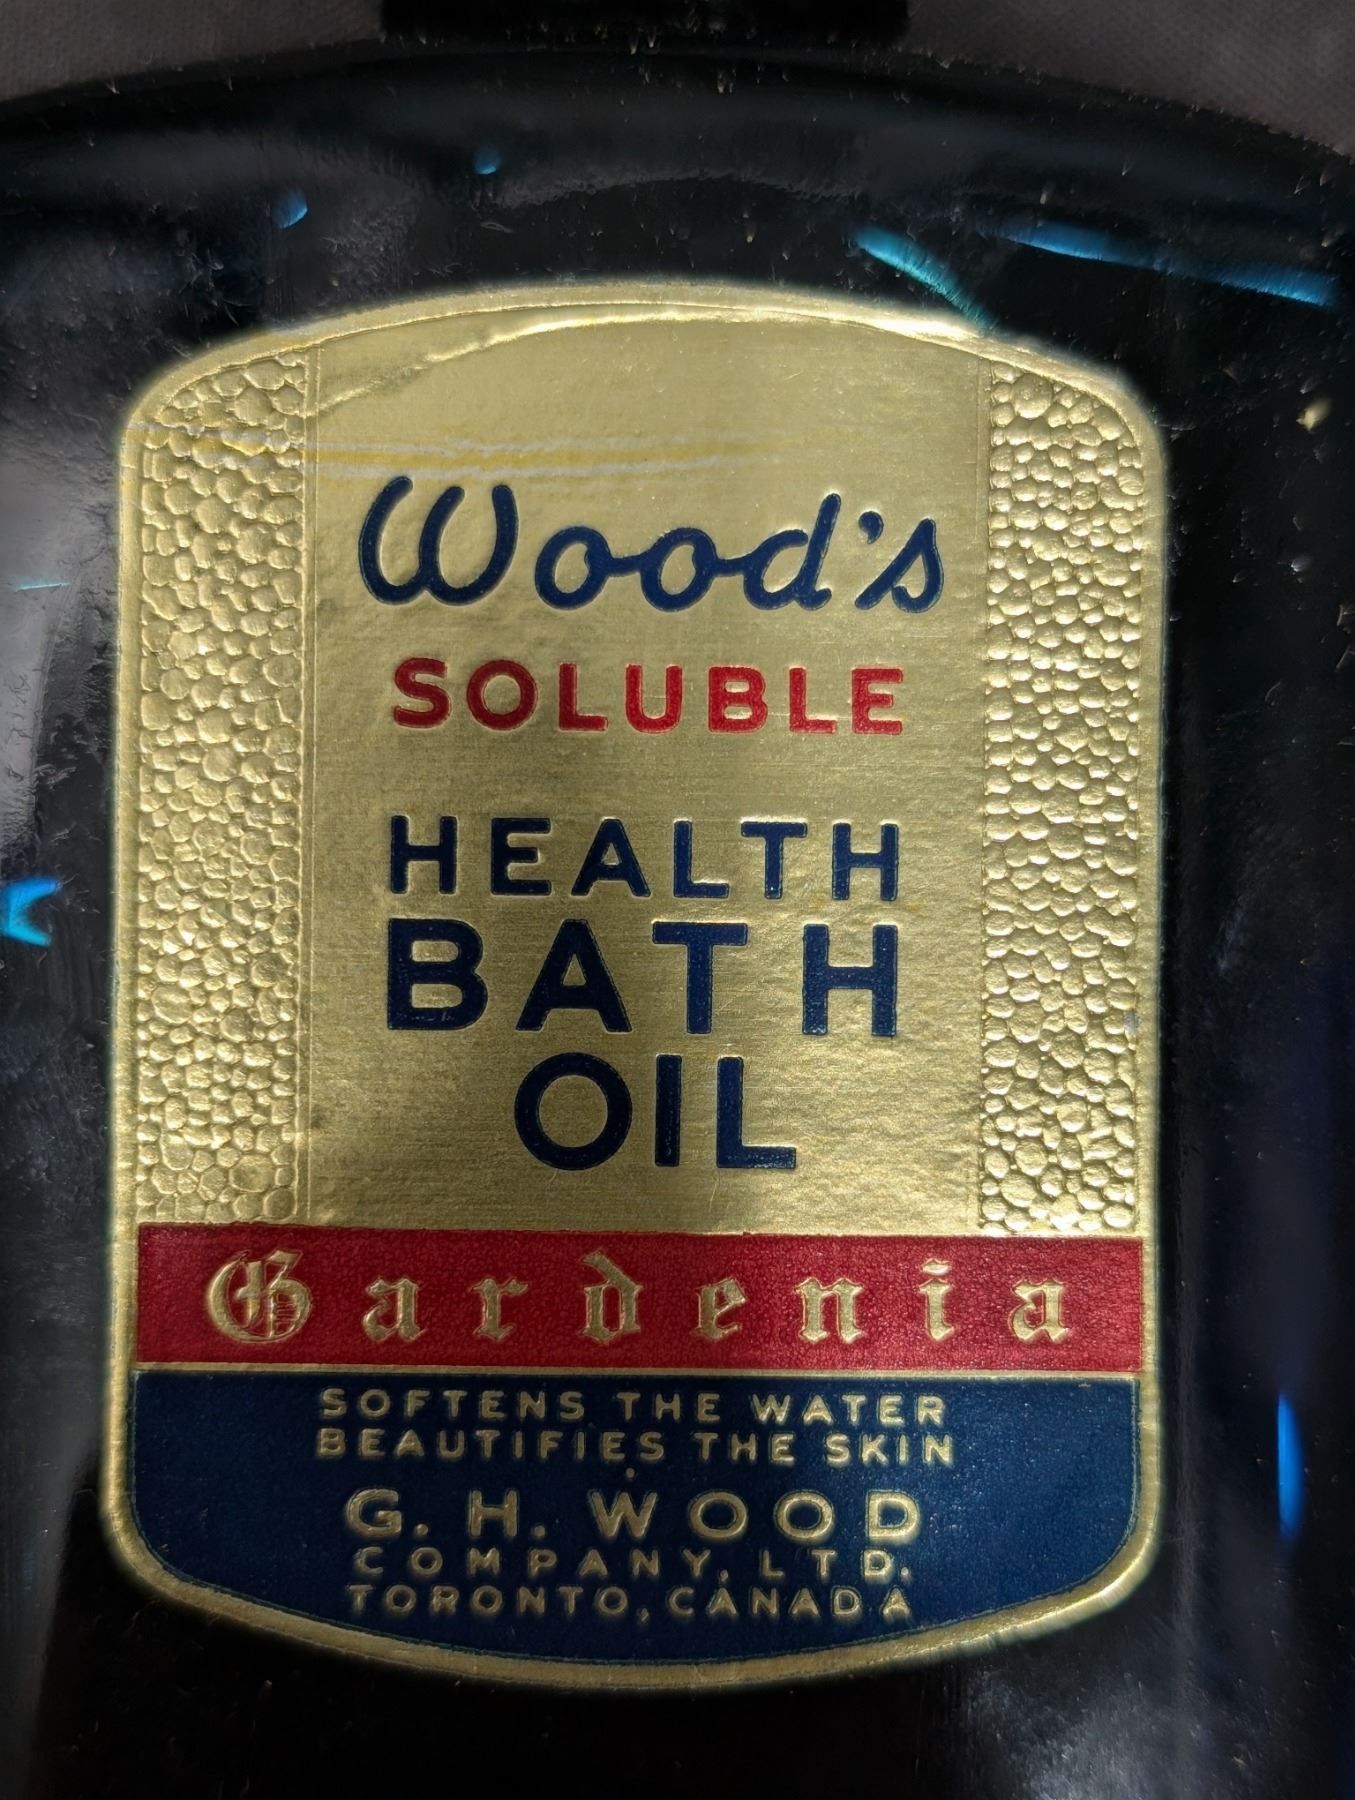 Wood's
SOLUBLE
HEALTH
BATH
OIL
Gardenia
SOFTENS THE WATER
BEAUTIFIES THE SKIN
G. H. WOOD
COMPANY, LTD.
TORONTO, CANADA